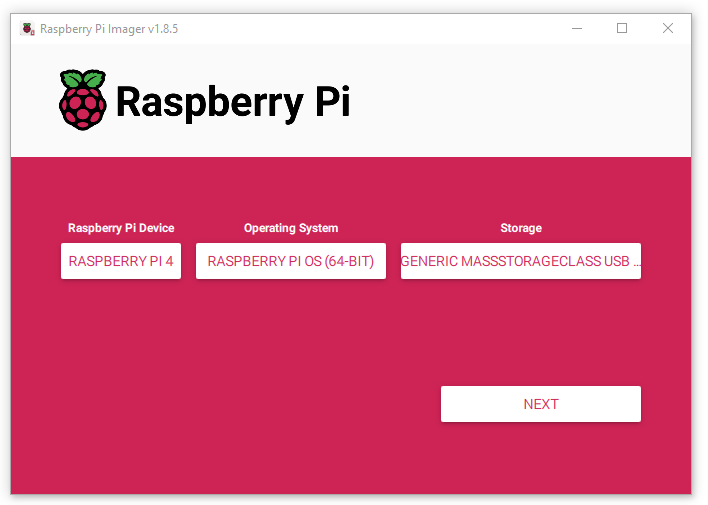 Raspberry Pi Imager v1.8.5
Raspberry Pi
Raspberry Pi Device
Operating System
Storage
RASPBERRY PI 4
RASPBERRY PI OS (64-BIT)
GENERIC MASSSTORAGECLASS USB ...
NEXT